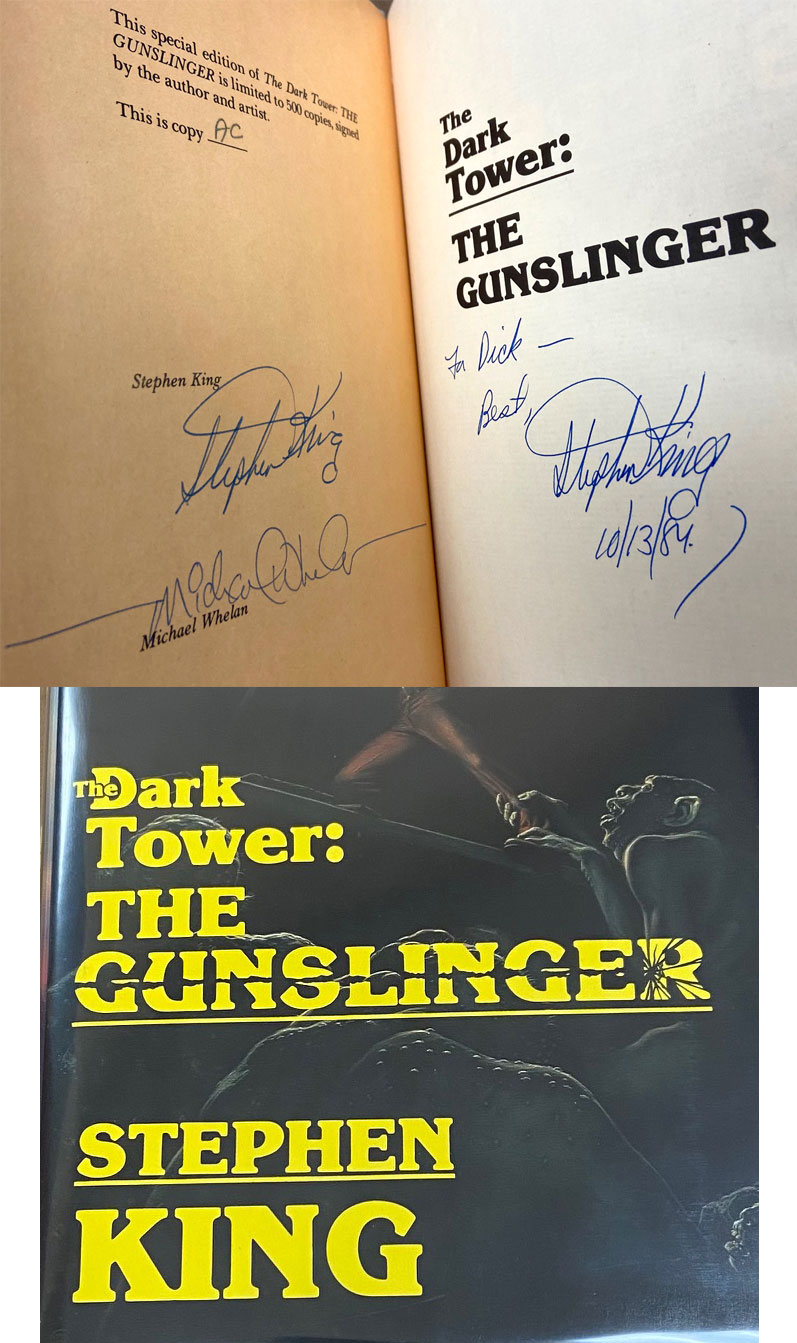 This special edition of The Dark Tower: THE
GUNSLINGER is limited to 500 copies, signed
by the author and artist.
This is copy AC
Stephen King
Stephen King
Michael Whelan
Michael Whelan
The
Dark
Tower:
THE
GUNSLINGER
For Dick —
Best,
Stephen King
10/13/84.
The Dark
Tower:
THE
GUNSLINGER
STEPHEN
KING